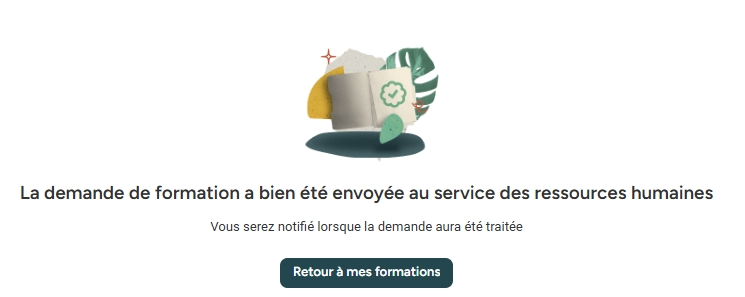 La demande de formation a bien été envoyée au service des ressources humaines
Vous serez notifié lorsque la demande aura été traitée
Retour à mes formations